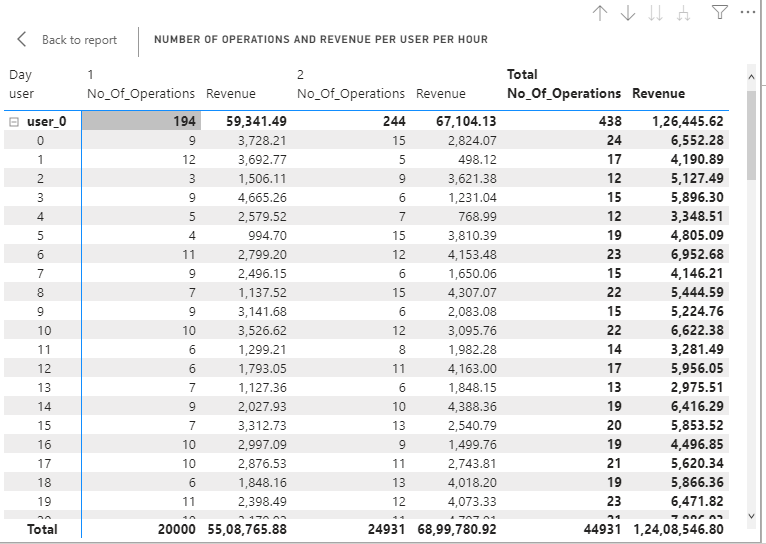 Back to report NUMBER OF OPERATIONS AND REVENUE PER USER PER HOUR
Day 1 2 Total
user No_Of_Operations Revenue No_Of_Operations Revenue No_Of_Operations Revenue
user_0 194 59,341.49 244 67,104.13 438 1,26,445.62
0 9 3,728.21 15 2,824.07 24 6,552.28
1 12 3,692.77 5 498.12 17 4,190.89
2 3 1,506.11 9 3,621.38 12 5,127.49
3 9 4,665.26 6 1,231.04 15 5,896.30
4 5 2,579.52 7 768.99 12 3,348.51
5 4 994.70 15 3,810.39 19 4,805.09
6 11 2,799.20 12 4,153.48 23 6,952.68
7 9 2,496.15 6 1,650.06 15 4,146.21
8 7 1,137.52 15 4,307.07 22 5,444.59
9 9 3,141.68 6 2,083.08 15 5,224.76
10 10 3,526.62 12 3,095.76 22 6,622.38
11 6 1,299.21 8 1,982.28 14 3,281.49
12 6 1,793.05 11 4,163.00 17 5,956.05
13 7 1,127.36 6 1,848.15 13 2,975.51
14 9 2,027.93 10 4,388.36 19 6,416.29
15 7 3,312.73 13 2,540.79 20 5,853.52
16 10 2,997.09 9 1,499.76 19 4,496.85
17 10 2,876.53 11 2,743.81 21 5,620.34
18 6 1,848.16 13 4,018.20 19 5,866.36
19 11 2,398.49 12 4,073.33 23 6,471.82
Total 20000 55,08,765.88 24931 68,99,780.92 44931 1,24,08,546.80